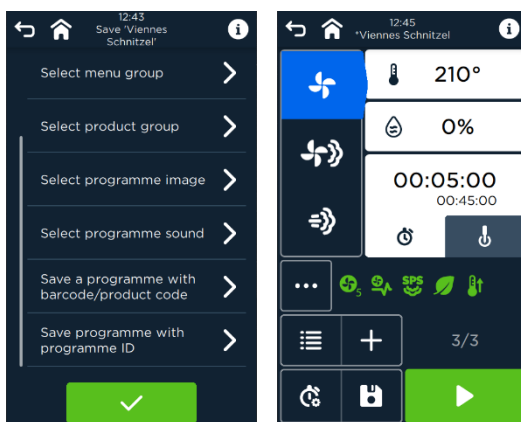 12:43
Save 'Viennes
Schnitzel'
i
Select menu group
Select product group
Select programme image
Select programme sound
Save a programme with
barcode/product code
Save programme with
programme ID
12:45
*Viennes Schnitzel
i
210°
0%
00:05:00
00:45:00
5
SPS
3/3